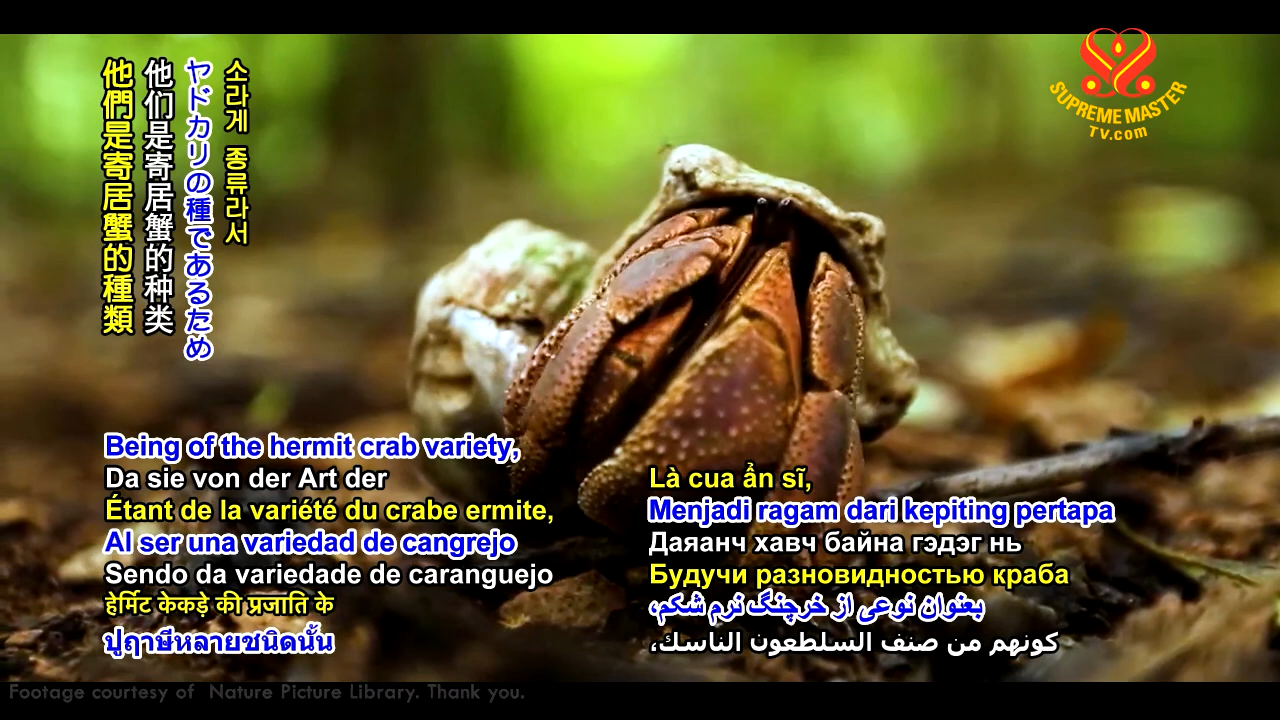 他們是寄居蟹的種類
他们是寄居蟹的种类
ヤドカリの種であるため
소라게 종류라서
SUPREME MASTER
TV.com
Being of the hermit crab variety,
Da sie von der Art der
Étant de la variété du crabe ermite,
Al ser una variedad de cangrejo
Sendo da variedade de caranguejo
हेर्मिट केकड़े की प्रजाति के
ปูฤาษีหลายชนิดนั้น
Là cua ẩn sĩ,
Menjadi ragam dari kepiting pertapa
Даяанч хавч байна гэдэг нь
Будучи разновидностью краба
بعنوان نوعی از خرچنگ نرم شکم،
كونهم من صنف السلطعون الناسك،
Footage courtesy of Nature Picture Library. Thank you.